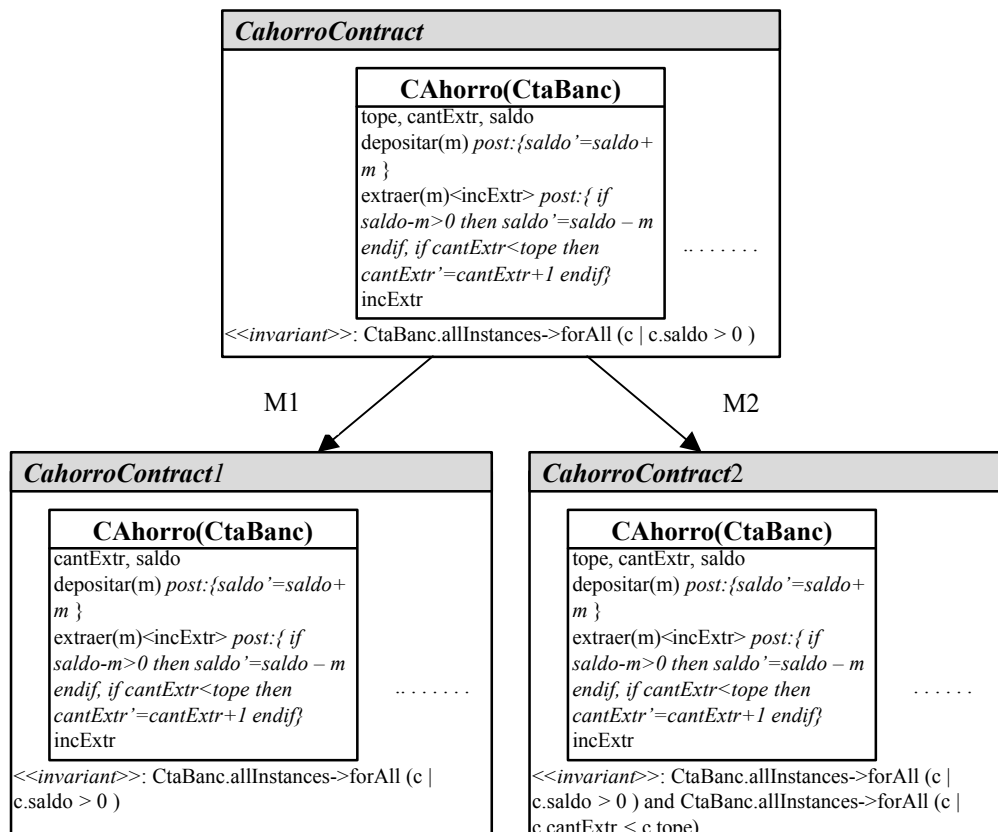 CahorroContract
CAhorro(CtaBanc)
tope, cantExtr, saldo
depositar(m) post:{saldo’=saldo+
m }
extraer(m)<incExtr> post:{ if
saldo-m>0 then saldo’=saldo – m
endif, if cantExtr<tope then
cantExtr’=cantExtr+1 endif}
incExtr
.. . . . . . .
<<invariant>>: CtaBanc.allInstances->forAll (c | c.saldo > 0 )
M1
M2
CahorroContract1
CAhorro(CtaBanc)
cantExtr, saldo
depositar(m) post:{saldo’=saldo+
m }
extraer(m)<incExtr> post:{ if
saldo-m>0 then saldo’=saldo – m
endif, if cantExtr<tope then
cantExtr’=cantExtr+1 endif}
incExtr
.. . . . . . .
<<invariant>>: CtaBanc.allInstances->forAll (c |
c.saldo > 0 )
CahorroContract2
CAhorro(CtaBanc)
tope, cantExtr, saldo
depositar(m) post:{saldo’=saldo+
m }
extraer(m)<incExtr> post:{ if
saldo-m>0 then saldo’=saldo – m
endif, if cantExtr<tope then
cantExtr’=cantExtr+1 endif}
incExtr
. . . . . .
<<invariant>>: CtaBanc.allInstances->forAll (c |
c.saldo > 0 ) and CtaBanc.allInstances->forAll (c |
c.cantExtr < c.tope)